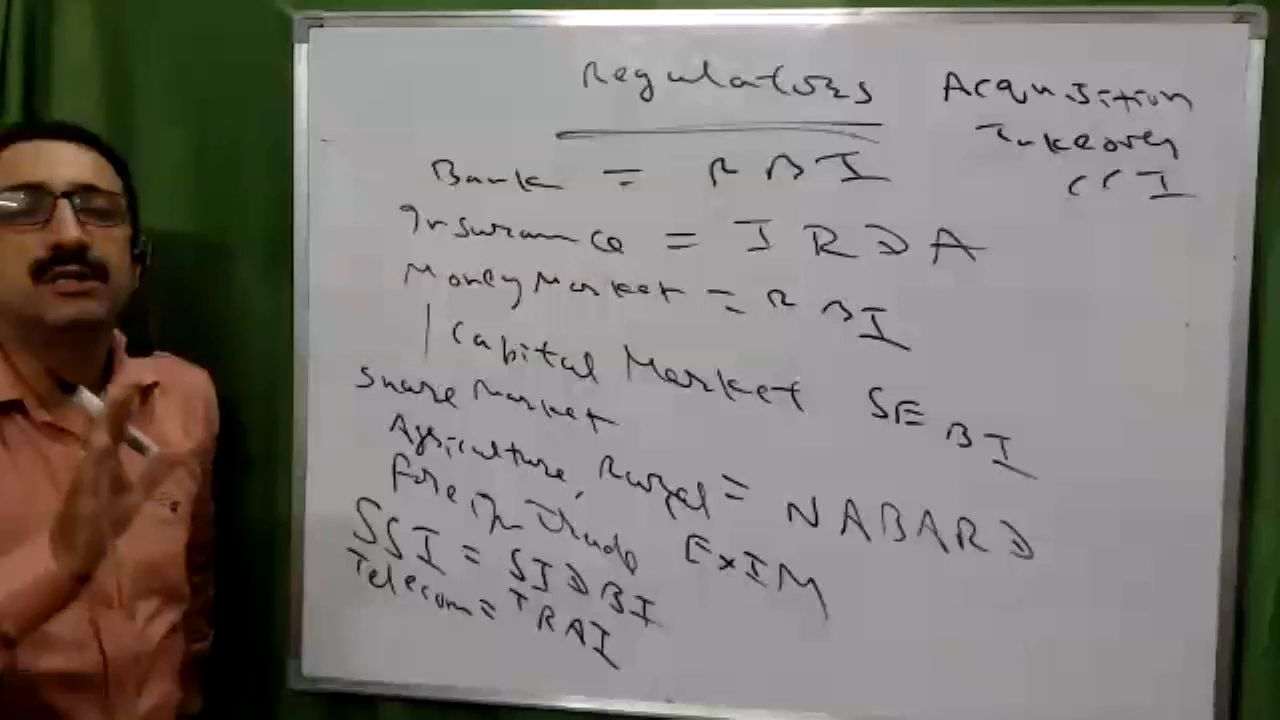 Regulators
Acquisition
Takeover
CCI
Bank = RBI
Insurance = IRDA
Money Market = RBI
Capital Market SEBI
Share Market
Agriculture, Rural = NABARD
Foreign Trade EXIM
SSI = SIDBI
Telecom = TRAI